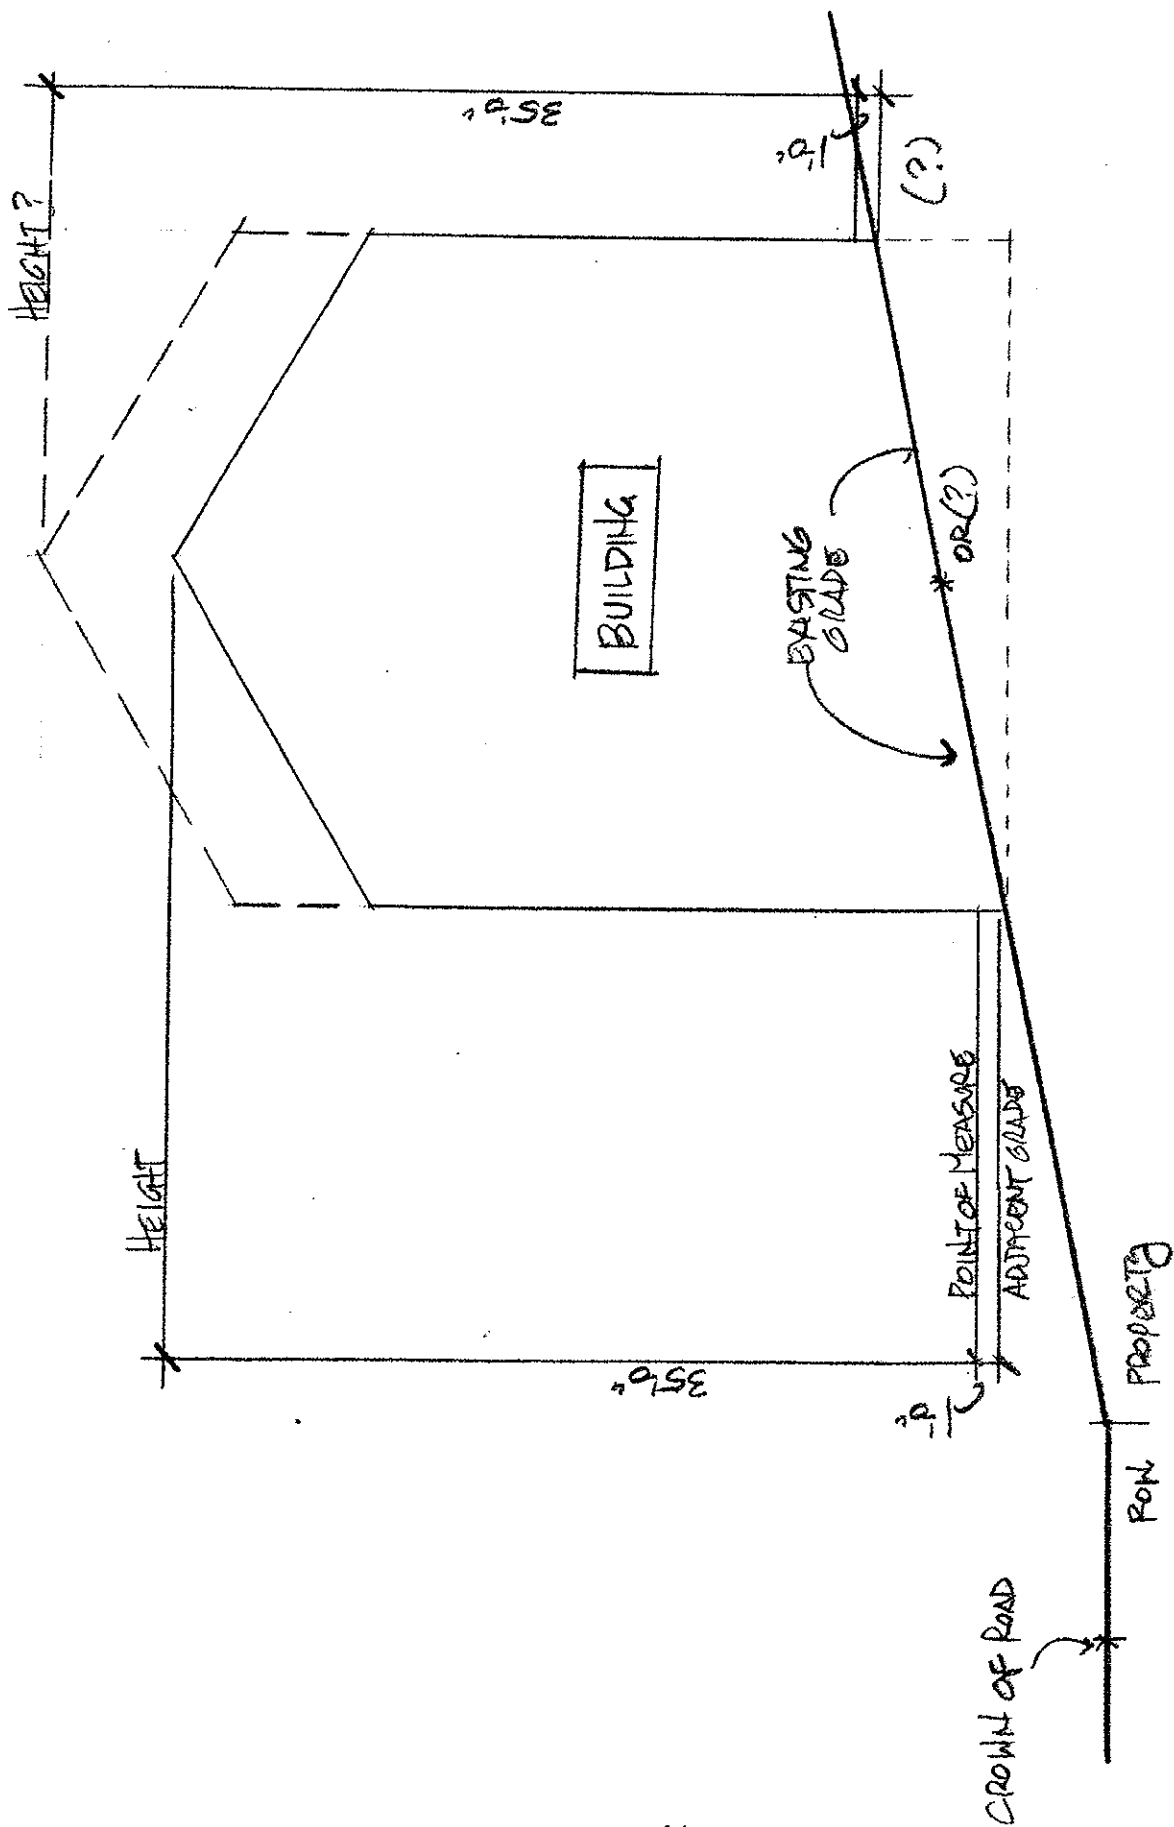 HEIGHT?
HEIGHT
35'0"
35'0"
BUILDING
EXISTING
GRADE
1'0"
(?)
OR(?)
POINT OF MEASURE
ADJACENT GRADE
1'0"
CROWN OF ROAD
ROW
PROPERTY